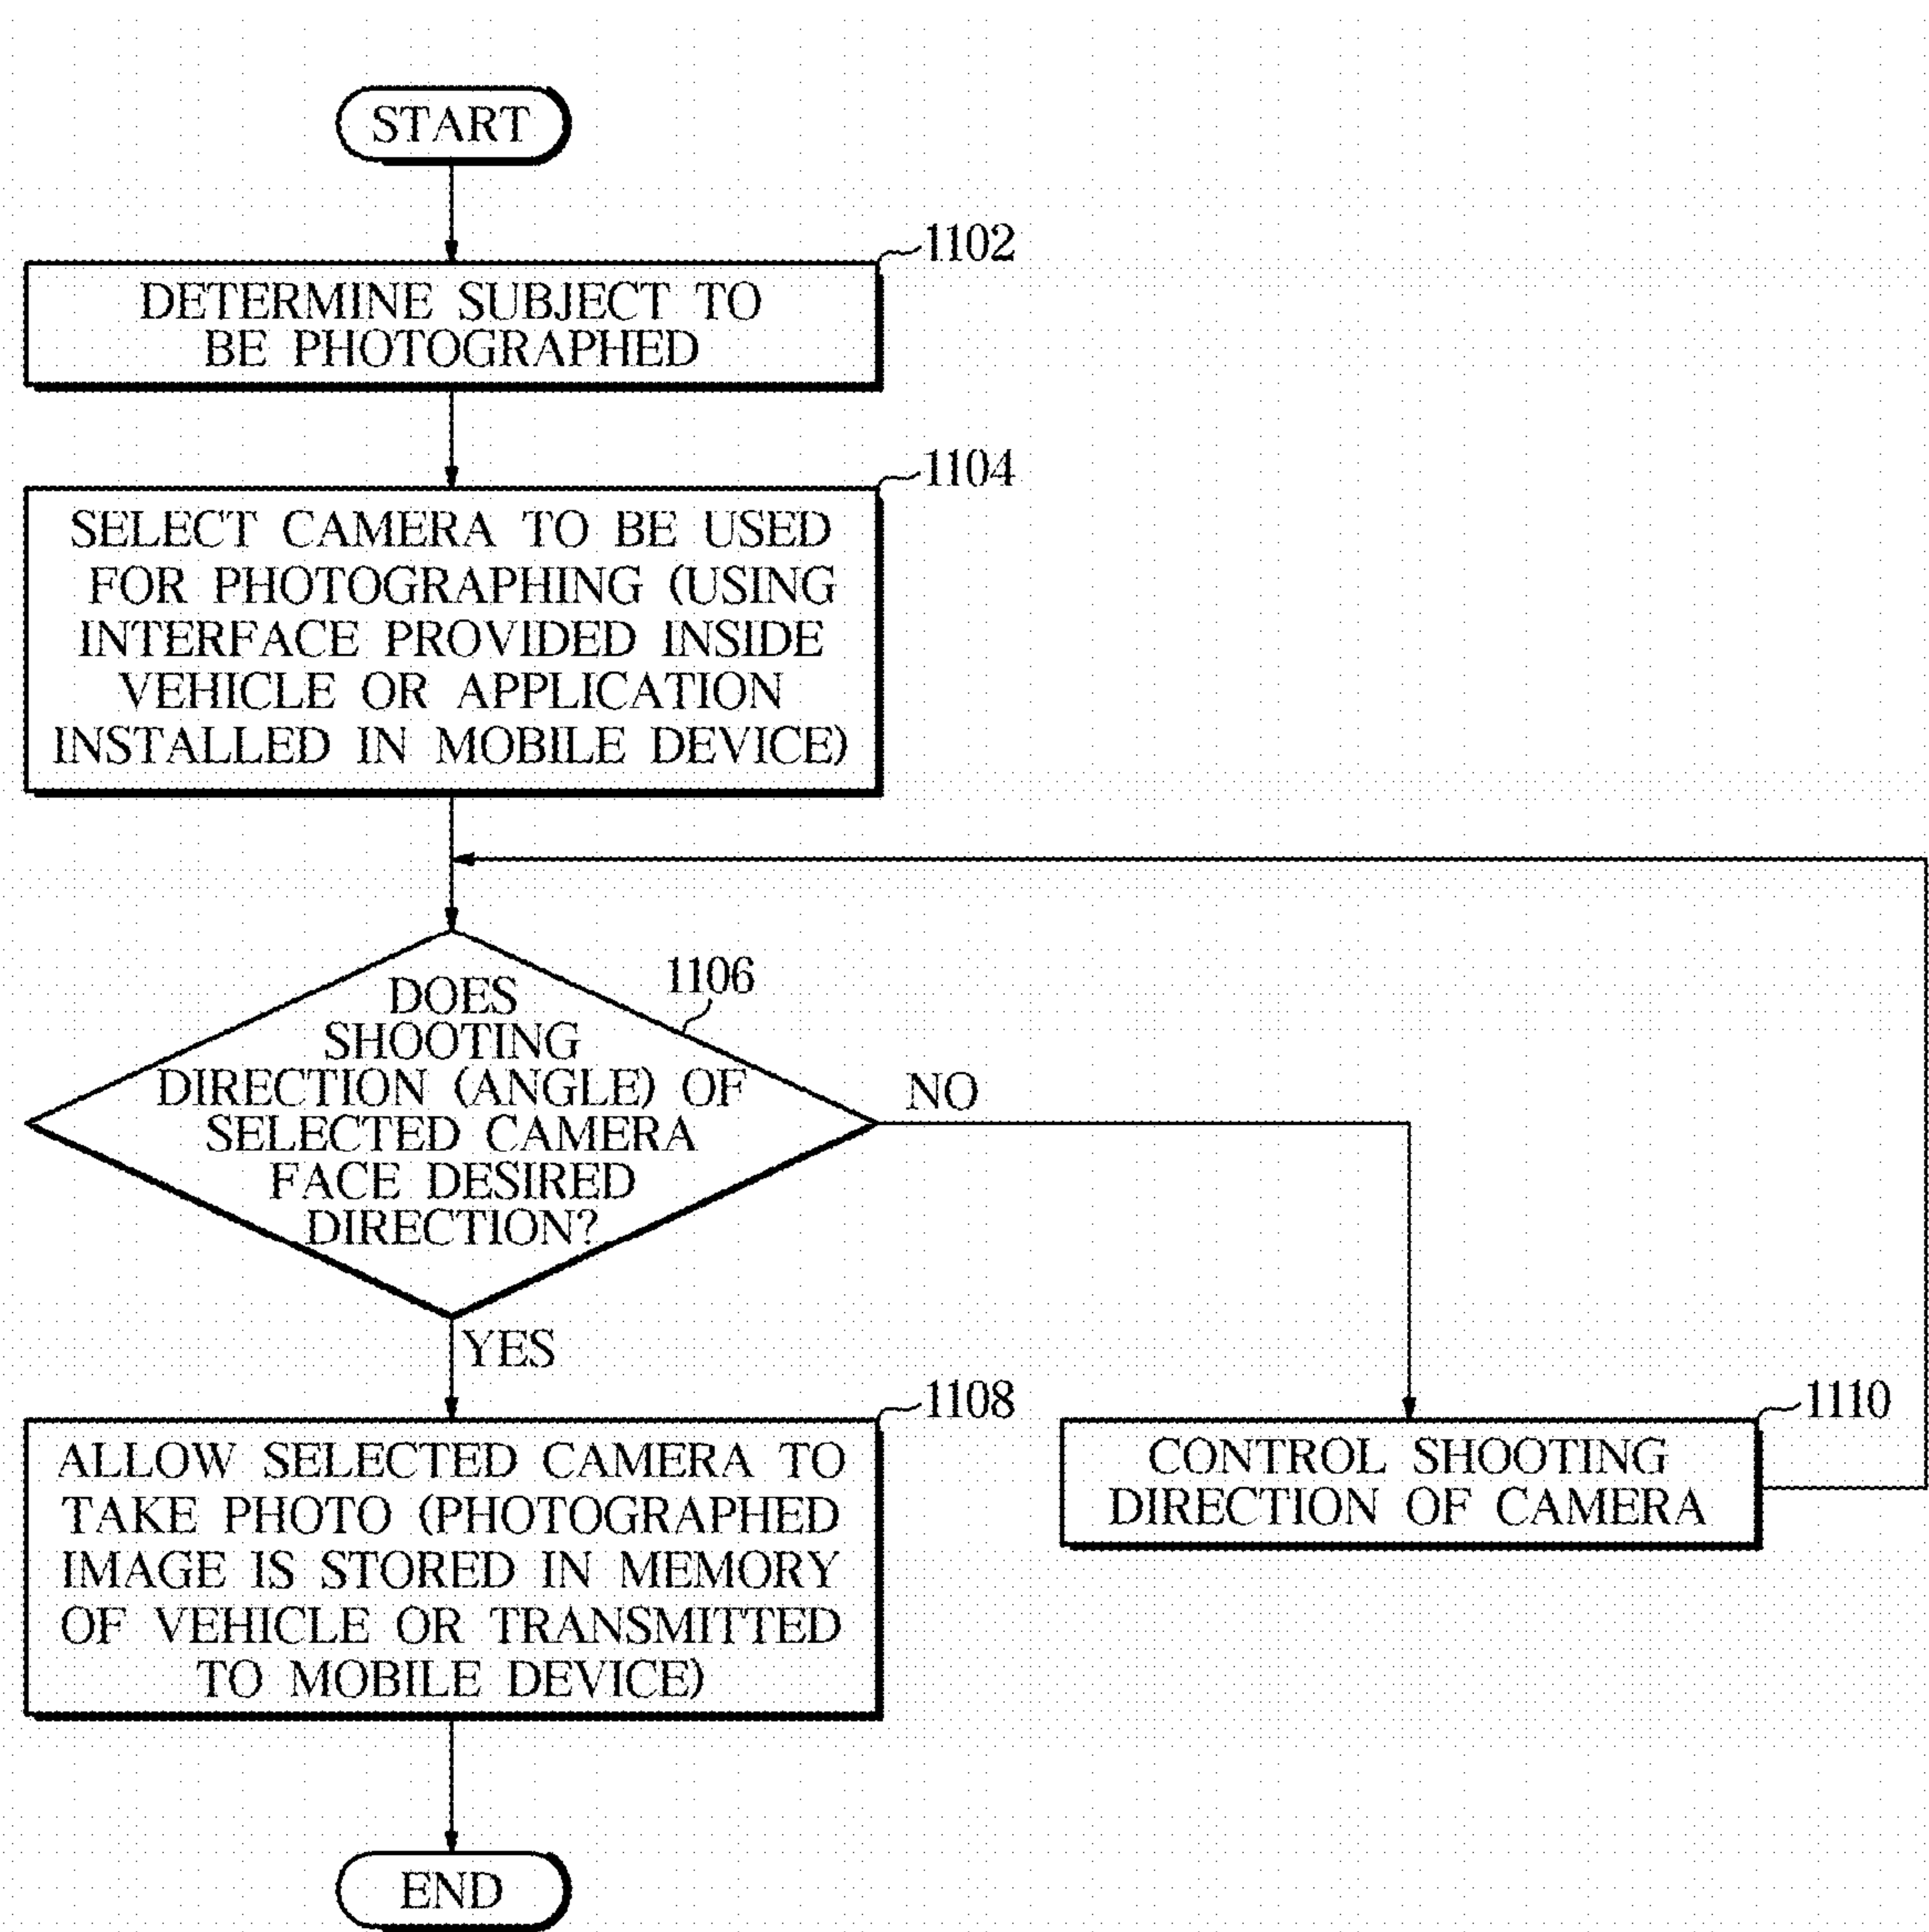 START
1102
DETERMINE SUBJECT TO
BE PHOTOGRAPHED
1104
SELECT CAMERA TO BE USED
FOR PHOTOGRAPHING (USING
INTERFACE PROVIDED INSIDE
VEHICLE OR APPLICATION
INSTALLED IN MOBILE DEVICE)
1106
DOES
SHOOTING
DIRECTION (ANGLE) OF
SELECTED CAMERA
FACE DESIRED
DIRECTION?
NO
YES
1108
ALLOW SELECTED CAMERA TO
TAKE PHOTO (PHOTOGRAPHED
IMAGE IS STORED IN MEMORY
OF VEHICLE OR TRANSMITTED
TO MOBILE DEVICE)
1110
CONTROL SHOOTING
DIRECTION OF CAMERA
END